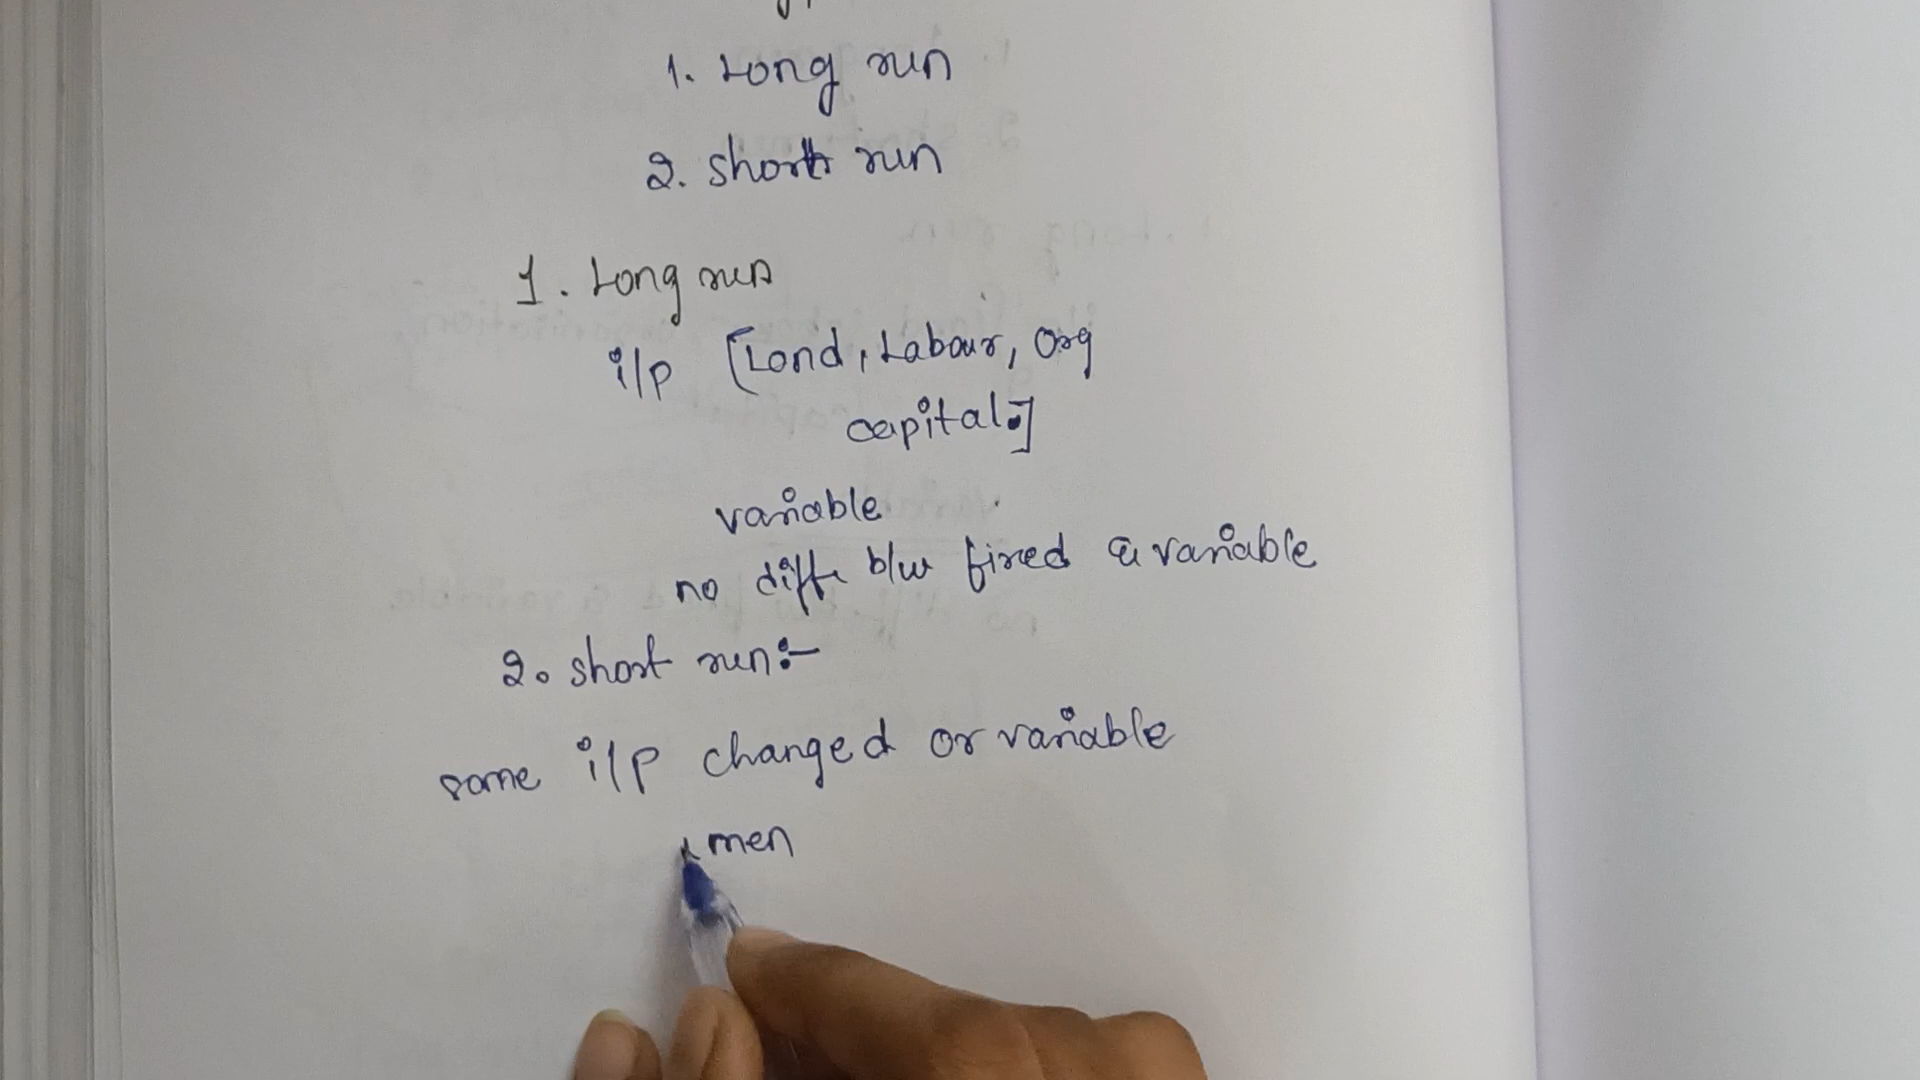 1. Long run
2. short run
1. Long run
i/p [Land, Labour, Org
capital.]
variable
no diff b/w fixed & variable
2. short run:-
some i/p changed or variable
men